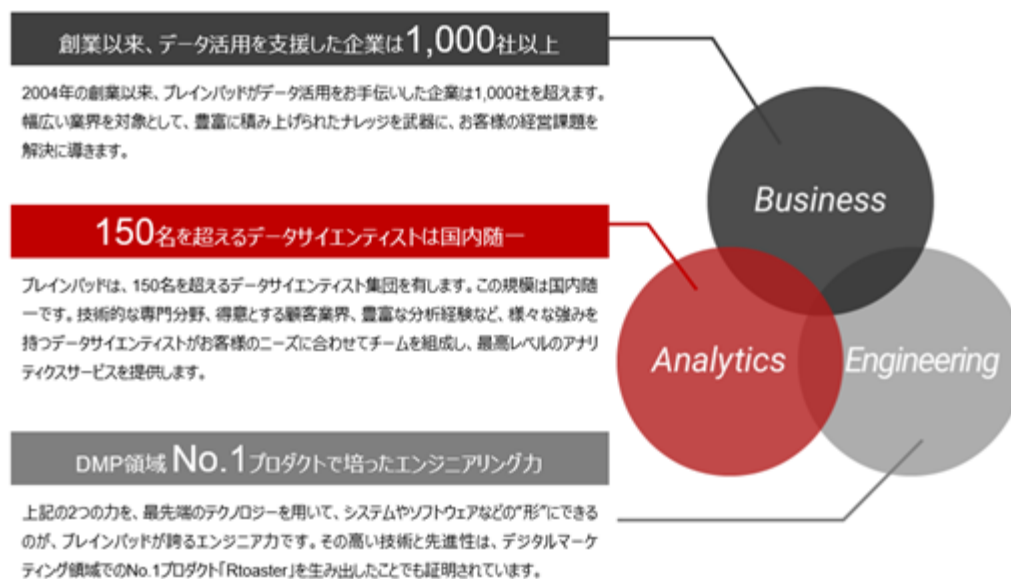 創業以来、データ活用を支援した企業は1,000社以上
2004年の創業以来、ブレインパッドがデータ活用をお手伝いした企業は1,000社を超えます。
幅広い業界を対象として、豊富に積み上げられたナレッジを武器に、お客様の経営課題を
解決に導きます。
Business
150名を超えるデータサイエンティストは国内随一
ブレインパッドは、150名を超えるデータサイエンティスト集団を有します。この規模は国内随
一です。技術的な専門分野、得意とする顧客業界、豊富な分析経験など、様々な強みを
持つデータサイエンティストがお客様のニーズに合わせてチームを組成し、最高レベルのアナリ
ティクスサービスを提供します。
Analytics
Engineering
DMP領域 No.1プロダクトで培ったエンジニアリング力
上記の2つの力を、最先端のテクノロジーを用いて、システムやソフトウェアなどの“形”にできる
のが、ブレインパッドが誇るエンジニア力です。その高い技術と先進性は、デジタルマーケ
ティング領域でのNo.1プロダクト「Rtoaster」を生み出したことでも証明されています。